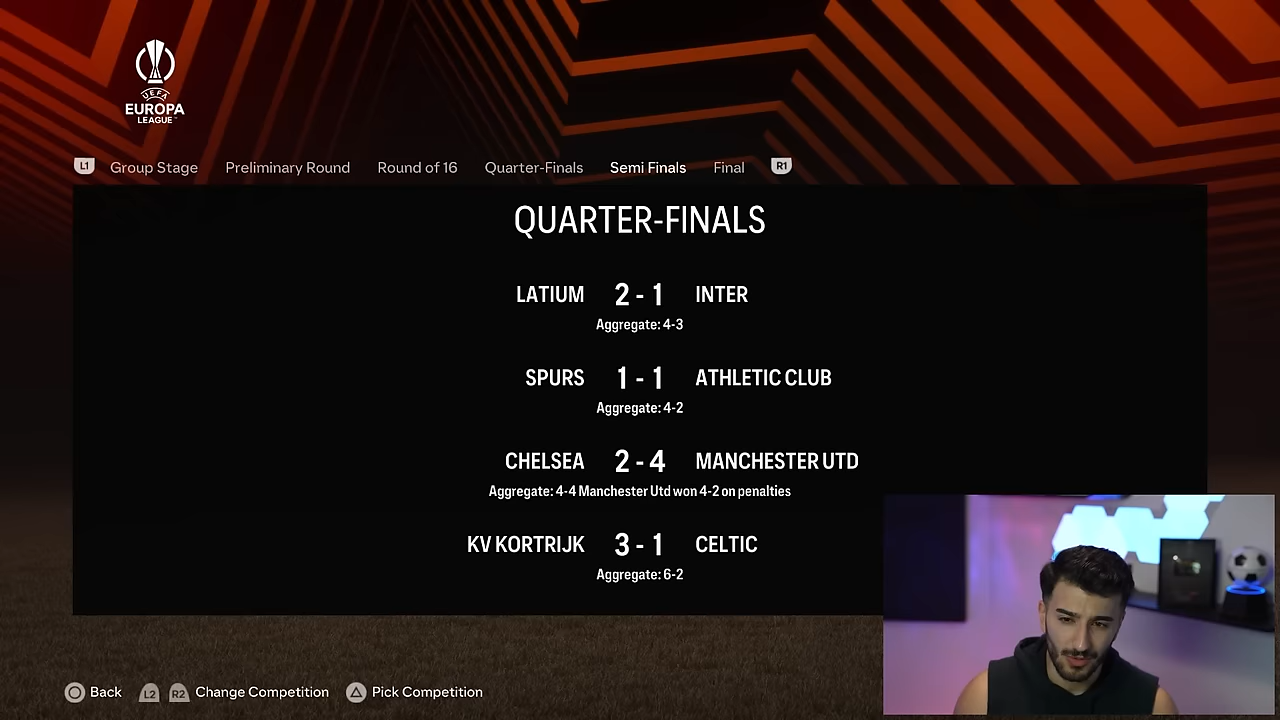 UEFA
EUROPA
LEAGUE
L1 Group Stage Preliminary Round Round of 16 Quarter-Finals Semi Finals Final R1
QUARTER-FINALS
LATIUM 2 - 1 INTER
Aggregate: 4-3
SPURS 1 - 1 ATHLETIC CLUB
Aggregate: 4-2
CHELSEA 2 - 4 MANCHESTER UTD
Aggregate: 4-4 Manchester Utd won 4-2 on penalties
KV KORTRIJK 3 - 1 CELTIC
Aggregate: 6-2
Back L2 R2 Change Competition Pick Competition